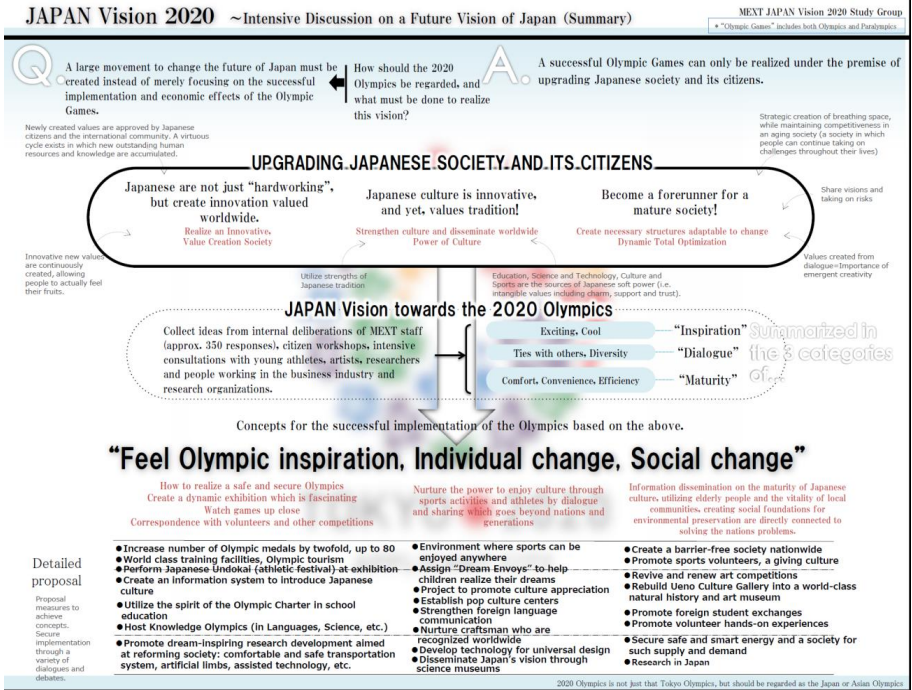 JAPAN Vision 2020 ~Intensive Discussion on a Future Vision of Japan (Summary)
MEXT JAPAN Vision 2020 Study Group
* "Olympic Games" includes both Olympics and Paralympics
Q.
A large movement to change the future of Japan must be
created instead of merely focusing on the successful
implementation and economic effects of the Olympic
Games.
How should the 2020
Olympics be regarded, and
what must be done to realize
this vision?
A.
A successful Olympic Games can only be realized under the premise of
upgrading Japanese society and its citizens.
Newly created values are approved by Japanese
citizens and the international community. A virtuous
cycle exists in which new outstanding human
resources and knowledge are accumulated.
Strategic creation of breathing space,
while maintaining competitiveness in
an aging society (a society in which
people can continue taking on
challenges throughout their lives)
UPGRADING JAPANESE SOCIETY AND ITS CITIZENS
Japanese are not just "hardworking",
but create innovation valued
worldwide.
Realize an Innovative,
Value Creation Society
Japanese culture is innovative,
and yet, values tradition!
Strengthen culture and disseminate worldwide
Power of Culture
Become a forerunner for a
mature society!
Create necessary structures adaptable to change
Dynamic Total Optimization
Share visions and
taking on risks
Innovative new values
are continuously
created, allowing
people to actually feel
their fruits.
Utilize strengths of
Japanese tradition
Education, Science and Technology, Culture and
Sports are the sources of Japanese soft power (i.e.
intangible values including charm, support and trust).
Values created from
dialogue=Importance of
emergent creativity
JAPAN Vision towards the 2020 Olympics
Collect ideas from internal deliberations of MEXT staff
(approx. 350 responses), citizen workshops, intensive
consultations with young athletes, artists, researchers
and people working in the business industry and
research organizations.
Exciting, Cool
"Inspiration"
Ties with others, Diversity
"Dialogue"
Comfort, Convenience, Efficiency
"Maturity"
Summarized in
the 3 categories
of...
Concepts for the successful implementation of the Olympics based on the above.
"Feel Olympic inspiration, Individual change, Social change"
How to realize a safe and secure Olympics
Create a dynamic exhibition which is fascinating
Watch games up close
Correspondence with volunteers and other competitions
Nurture the power to enjoy culture through
sports activities and athletes by dialogue
and sharing which goes beyond nations and
generations
Information dissemination on the maturity of Japanese
culture, utilizing elderly people and the vitality of local
communities, creating social foundations for
environmental preservation are directly connected to
solving the nations problems.
TOKYO 2020
Detailed
proposal
Proposal
measures to
achieve
concepts.
Secure
implementation
through a
variety of
dialogues and
debates.
●Increase number of Olympic medals by twofold, up to 80
●World class training facilities, Olympic tourism
●Perform Japanese Undokai (athletic festival) at exhibition
●Create an information system to introduce Japanese
culture
●Utilize the spirit of the Olympic Charter in school
education
●Host Knowledge Olympics (in Languages, Science, etc.)
●Promote dream-inspiring research development aimed
at reforming society: comfortable and safe transportation
system, artificial limbs, assisted technology, etc.
●Environment where sports can be
enjoyed anywhere
●Assign "Dream Envoys" to help
children realize their dreams
●Project to promote culture appreciation
●Establish pop culture centers
●Strengthen foreign language
communication
●Nurture craftsman who are
recognized worldwide
●Develop technology for universal design
●Disseminate Japan's vision through
science museums
●Create a barrier-free society nationwide
●Promote sports volunteers, a giving culture
●Revive and renew art competitions
●Rebuild Ueno Culture Gallery into a world-class
natural history and art museum
●Promote foreign student exchanges
●Promote volunteer hands-on experiences
●Secure safe and smart energy and a society for
such supply and demand
●Research in Japan
2020 Olympics is not just that Tokyo Olympics, but should be regarded as the Japan or Asian Olympics